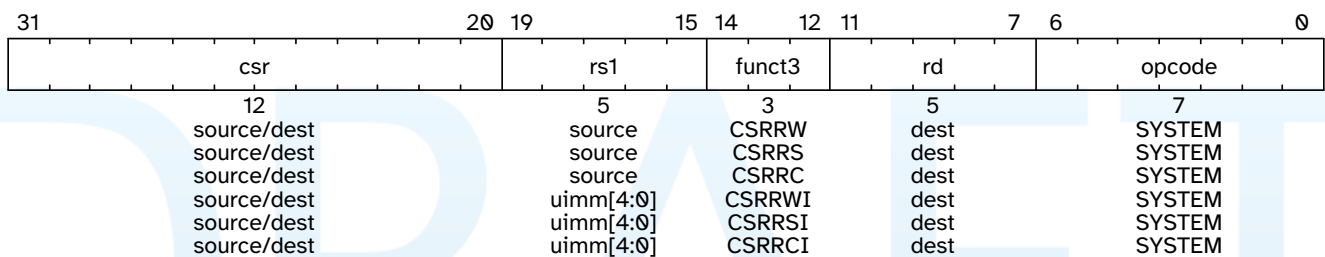 31 20 19 15 14 12 11 7 6 0
csr rs1 funct3 rd opcode
12 5 3 5 7
source/dest source CSRRW dest SYSTEM
source/dest source CSRRS dest SYSTEM
source/dest source CSRRC dest SYSTEM
source/dest uimm[4:0] CSRRWI dest SYSTEM
source/dest uimm[4:0] CSRRSI dest SYSTEM
source/dest uimm[4:0] CSRRCI dest SYSTEM